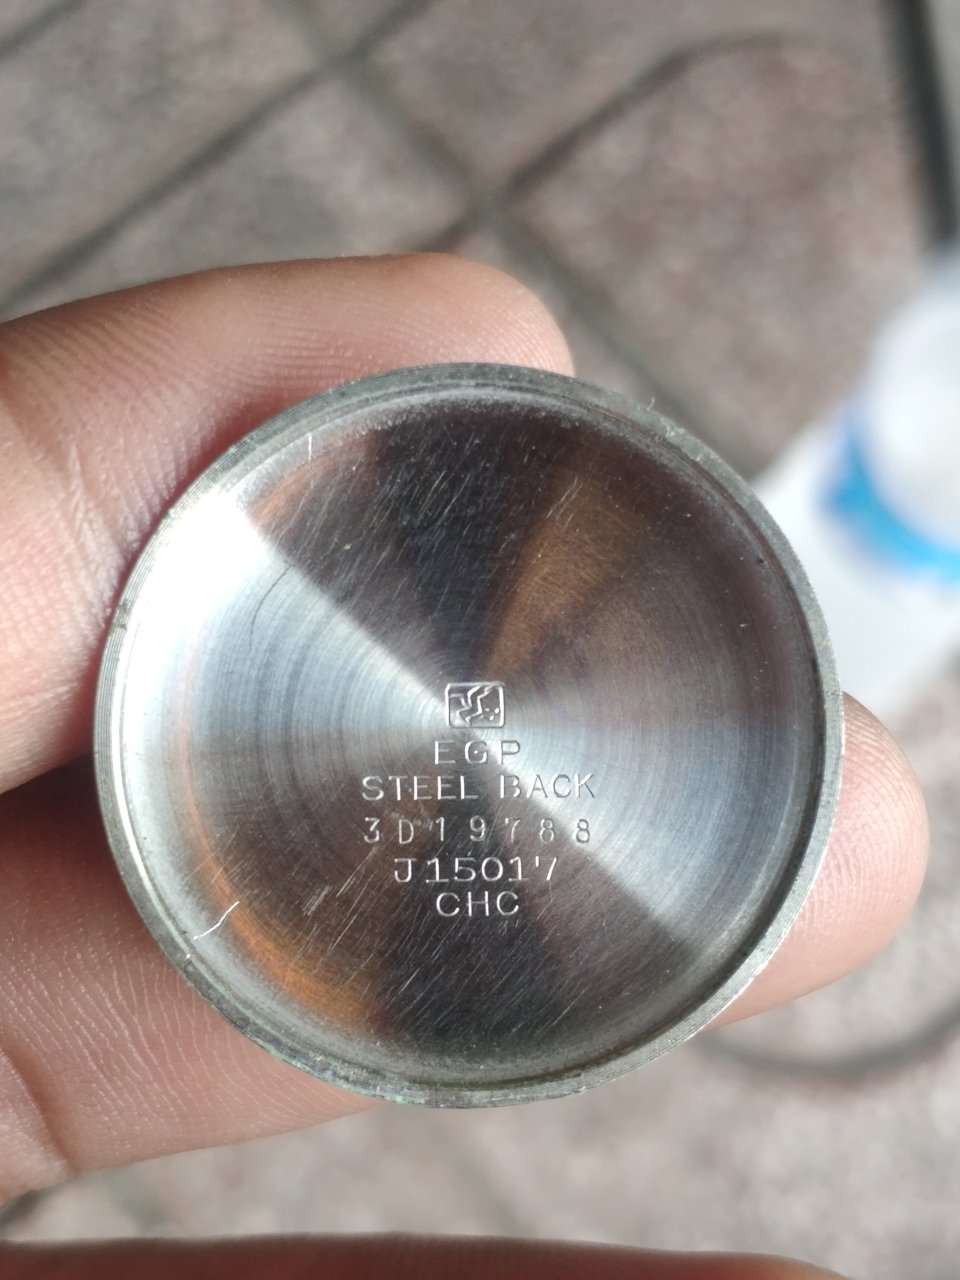 EGP
STEEL BACK
3D19788
J15017
CHC